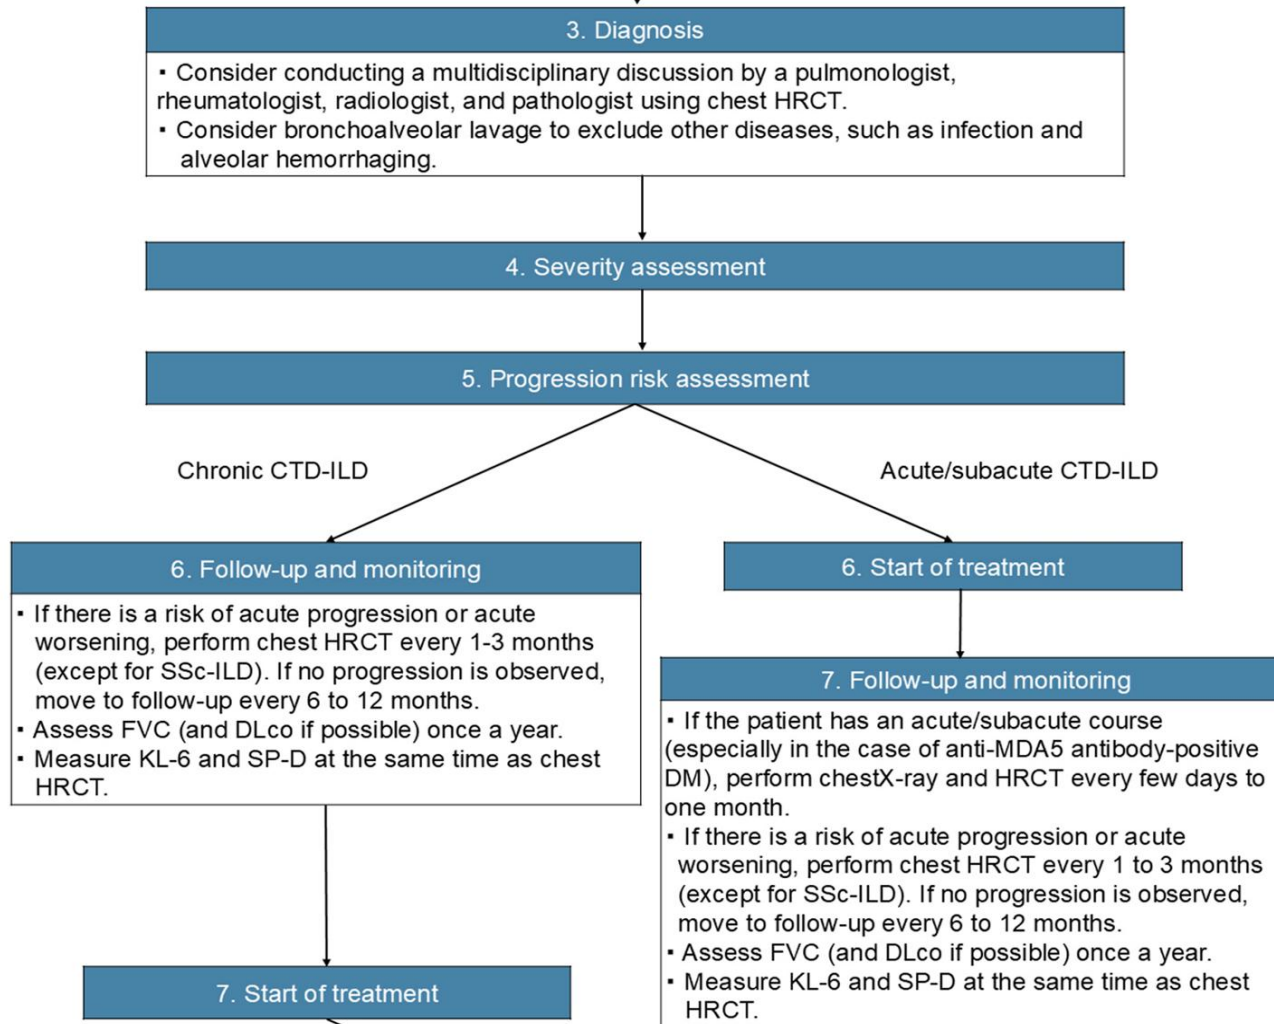 3. Diagnosis
▪ Consider conducting a multidisciplinary discussion by a pulmonologist,
rheumatologist, radiologist, and pathologist using chest HRCT.
▪ Consider bronchoalveolar lavage to exclude other diseases, such as infection and
alveolar hemorrhaging.
4. Severity assessment
5. Progression risk assessment
Chronic CTD-ILD
Acute/subacute CTD-ILD
6. Follow-up and monitoring
▪ If there is a risk of acute progression or acute
worsening, perform chest HRCT every 1-3 months
(except for SSc-ILD). If no progression is observed,
move to follow-up every 6 to 12 months.
▪ Assess FVC (and DLco if possible) once a year.
▪ Measure KL-6 and SP-D at the same time as chest
HRCT.
7. Start of treatment
6. Start of treatment
7. Follow-up and monitoring
▪ If the patient has an acute/subacute course
(especially in the case of anti-MDA5 antibody-positive
DM), perform chestX-ray and HRCT every few days to
one month.
▪ If there is a risk of acute progression or acute
worsening, perform chest HRCT every 1 to 3 months
(except for SSc-ILD). If no progression is observed,
move to follow-up every 6 to 12 months.
▪ Assess FVC (and DLco if possible) once a year.
▪ Measure KL-6 and SP-D at the same time as chest
HRCT.